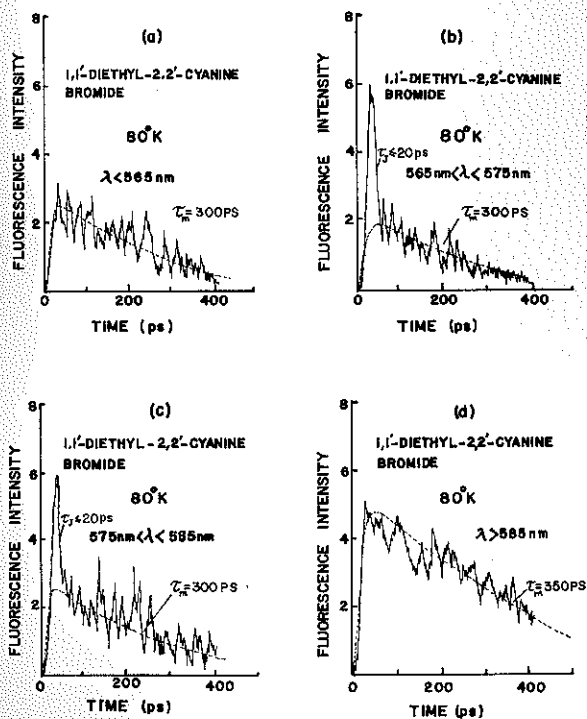 (a)
1,1'-DIETHYL-2,2'-CYANINE
BROMIDE
80°K
λ<565nm
τm=300PS
FLUORESCENCE INTENSITY
8
6
4
2
0 200 400
TIME (ps)
(b)
1,1'-DIETHYL-2,2'-CYANINE
BROMIDE
80°K
τJ≤20ps
565nm<λ<575nm
τm=300PS
FLUORESCENCE INTENSITY
8
6
4
2
0 200 400
TIME (ps)
(c)
1,1'-DIETHYL-2,2'-CYANINE
BROMIDE
80°K
τJ≤20ps
575nm<λ<585nm
τm=300PS
FLUORESCENCE INTENSITY
8
6
4
2
0 200 400
TIME (ps)
(d)
1,1'-DIETHYL-2,2'-CYANINE
BROMIDE
80°K
λ>585nm
τm=350PS
FLUORESCENCE INTENSITY
8
6
4
2
0 100 300 500
TIME (ps)